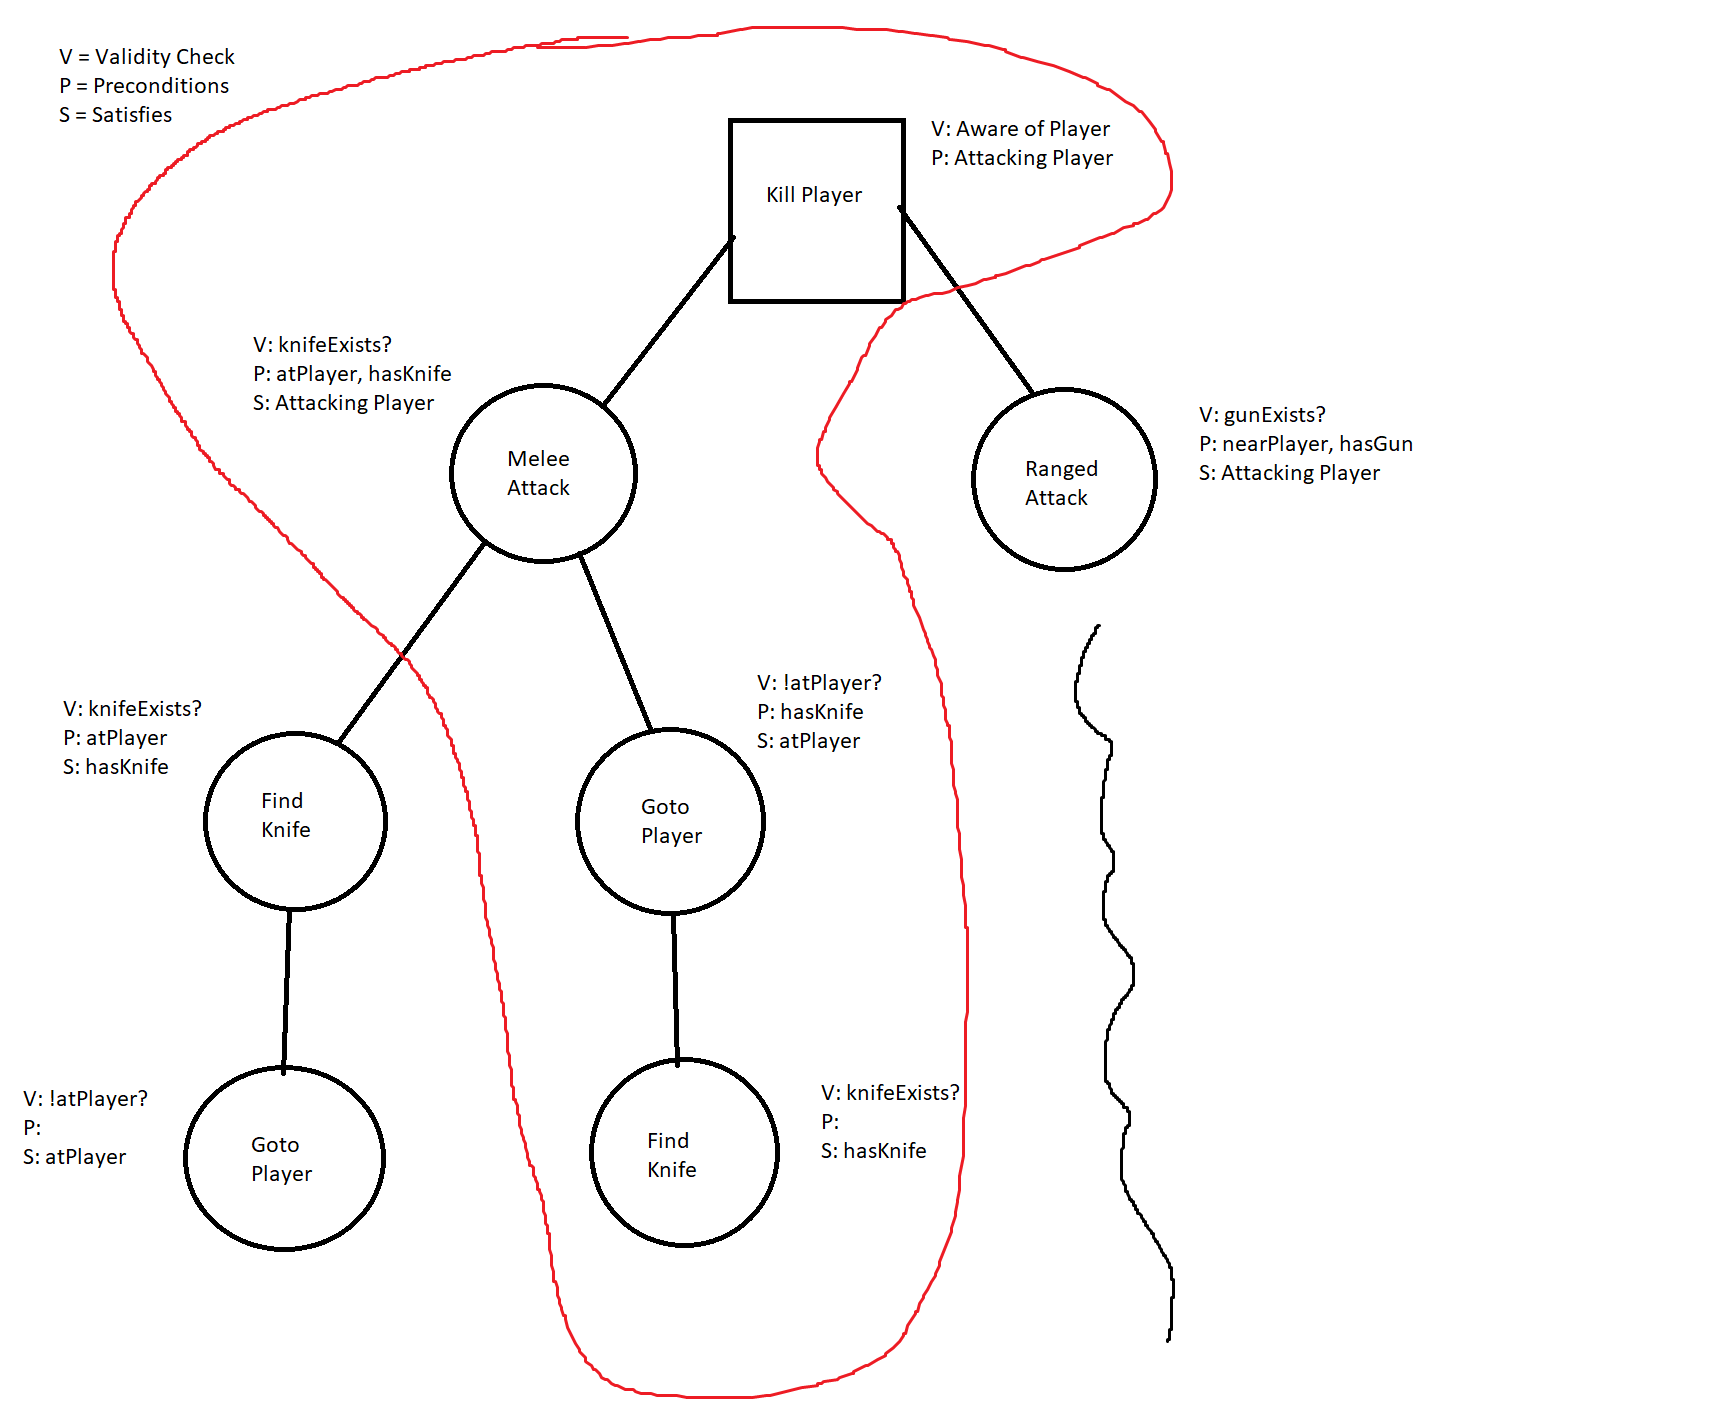 V = Validity Check
P = Preconditions
S = Satisfies
V: Aware of Player
P: Attacking Player
Kill Player
V: knifeExists?
P: atPlayer, hasKnife
S: Attacking Player
Melee
Attack
V: gunExists?
P: nearPlayer, hasGun
S: Attacking Player
Ranged
Attack
V: knifeExists?
P: atPlayer
S: hasKnife
Find
Knife
V: !atPlayer?
P: hasKnife
S: atPlayer
Goto
Player
V: !atPlayer?
P:
S: atPlayer
Goto
Player
V: knifeExists?
P:
S: hasKnife
Find
Knife